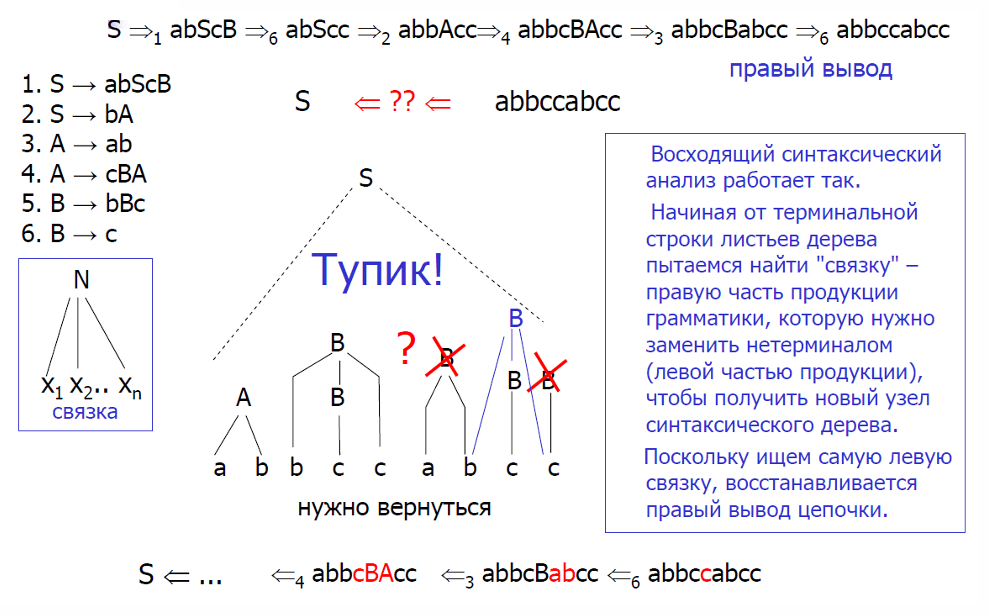 S ⇒₁ abScB ⇒₆ abScc ⇒₂ abbAcc⇒₄ abbcBAcc ⇒₃ abbcBabcc ⇒₆ abbccabcc
правый вывод
1. S → abScB
2. S → bA
3. A → ab
4. A → cBA
5. B → bBc
6. B → c
S ⇐ ?? ⇐ abbccabcc
N
x₁ x₂.. xₙ
связка
S
Тупик!
B
B ? B
A B B B
a b b c c a b c c
нужно вернуться
Восходящий синтаксический
анализ работает так.
Начиная от терминальной
строки листьев дерева
пытаемся найти "связку" –
правую часть продукции
грамматики, которую нужно
заменить нетерминалом
(левой частью продукции),
чтобы получить новый узел
синтаксического дерева.
Поскольку ищем самую левую
связку, восстанавливается
правый вывод цепочки.
S ⇐ ... ⇐₄ abbcBAcc ⇐₃ abbcBabcc ⇐₆ abbccabcc